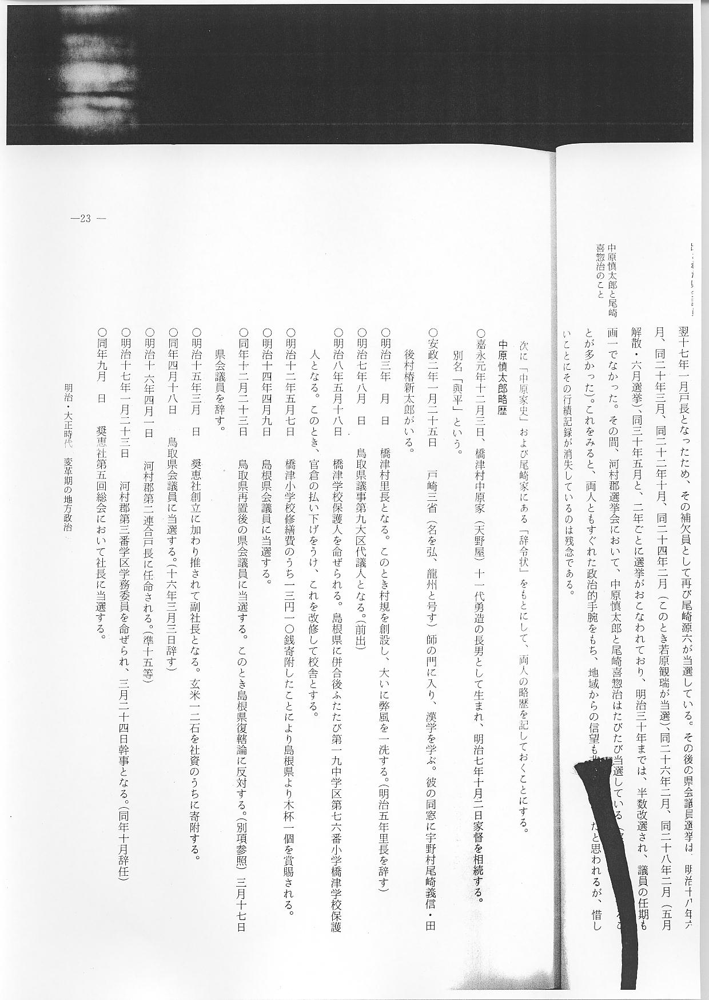 翌十七年一月戸長となったため、その補欠員として再び尾崎源六が当選している。その後の県会議員選挙は、明治十八年六
月、同二十年三月、同二十二年十月、同二十四年二月（このとき若原観瑞が当選）、同二十六年二月、同二十八年二月（五月
解散・六月選挙）、同三十年五月と、二年ごとに選挙がおこなわれており、明治三十年までは、半数改選され、議員の任期も
中原慎太郎と尾崎
喜惣治のこと
画一でなかった。その間、河村郡選挙会において、中原慎太郎と尾崎喜惣治はたびたび当選している
とが多かった）。これをみると、両人ともすぐれた政治的手腕をもち、地域からの信望も たと思われるが、惜し
いことにその行績記録が消失しているのは残念である。
次に「中原家史」および尾崎家にある「辞令状」をもとにして、両人の略歴を記しておくことにする。
中原慎太郎略歴
〇嘉永元年十二月三日、橋津村中原家（天野屋）十一代勇造の長男として生まれ、明治七年十月二日家督を相続する。
別名「與平」という。
〇安政二年一月二十五日　戸崎三省（名を弘、龍州と号す）師の門に入り、漢学を学ぶ。彼の同窓に宇野村尾崎義信・田
後村椿新太郎がいる。
〇明治三年　月　日　橋津村里長となる。このとき村規を創設し、大いに弊風を一洗する。（明治五年里長を辞す）
〇明治七年八月　日　鳥取県議事第九大区代議人となる。（前出）
〇明治八年五月十八日　橋津学校保護人を命ぜられる。島根県に併合後ふたたび第一九中学区第七六番小学橋津学校保護
人となる。このとき、官倉の払い下げをうけ、これを改修して校舎とする。
〇明治十二年五月七日　橋津小学校修繕費のうち一三円一〇銭寄附したことにより島根県より木杯一個を賞賜される。
〇明治十四年四月九日　島根県会議員に当選する。
〇同年十二月二十三日　鳥取県再置後の県会議員に当選する。このとき島根県復轄論に反対する。（別項参照）三月十七日
県会議員を辞す。
〇明治十五年三月　日　奨恵社創立に加わり推されて副社長となる。玄米一二石を社資のうちに寄附する。
〇同年四月十八日　鳥取県会議員に当選する。（十六年三月三日辞す）
〇明治十六年四月一日　河村郡第二連合戸長に任命される。（準十五等）
〇明治十七年一月二十三日　河村郡第三番学区学務委員を命ぜられ、三月二十四日幹事となる。（同年十月辞任）
〇同年九月　日　奨恵社第五回総会において社長に当選する。
明治・大正時代　変革期の地方政治
—23 —